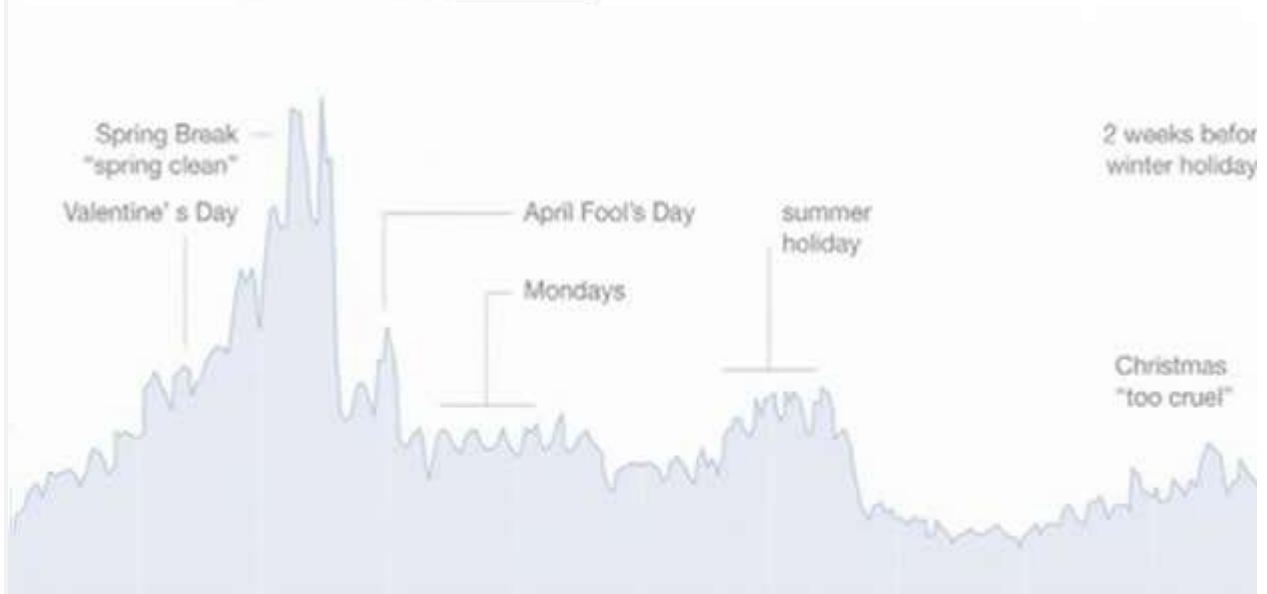 Spring Break
"spring clean"
Valentine' s Day
April Fool's Day
Mondays
summer
holiday
2 weeks befor
winter holiday
Christmas
"too cruel"